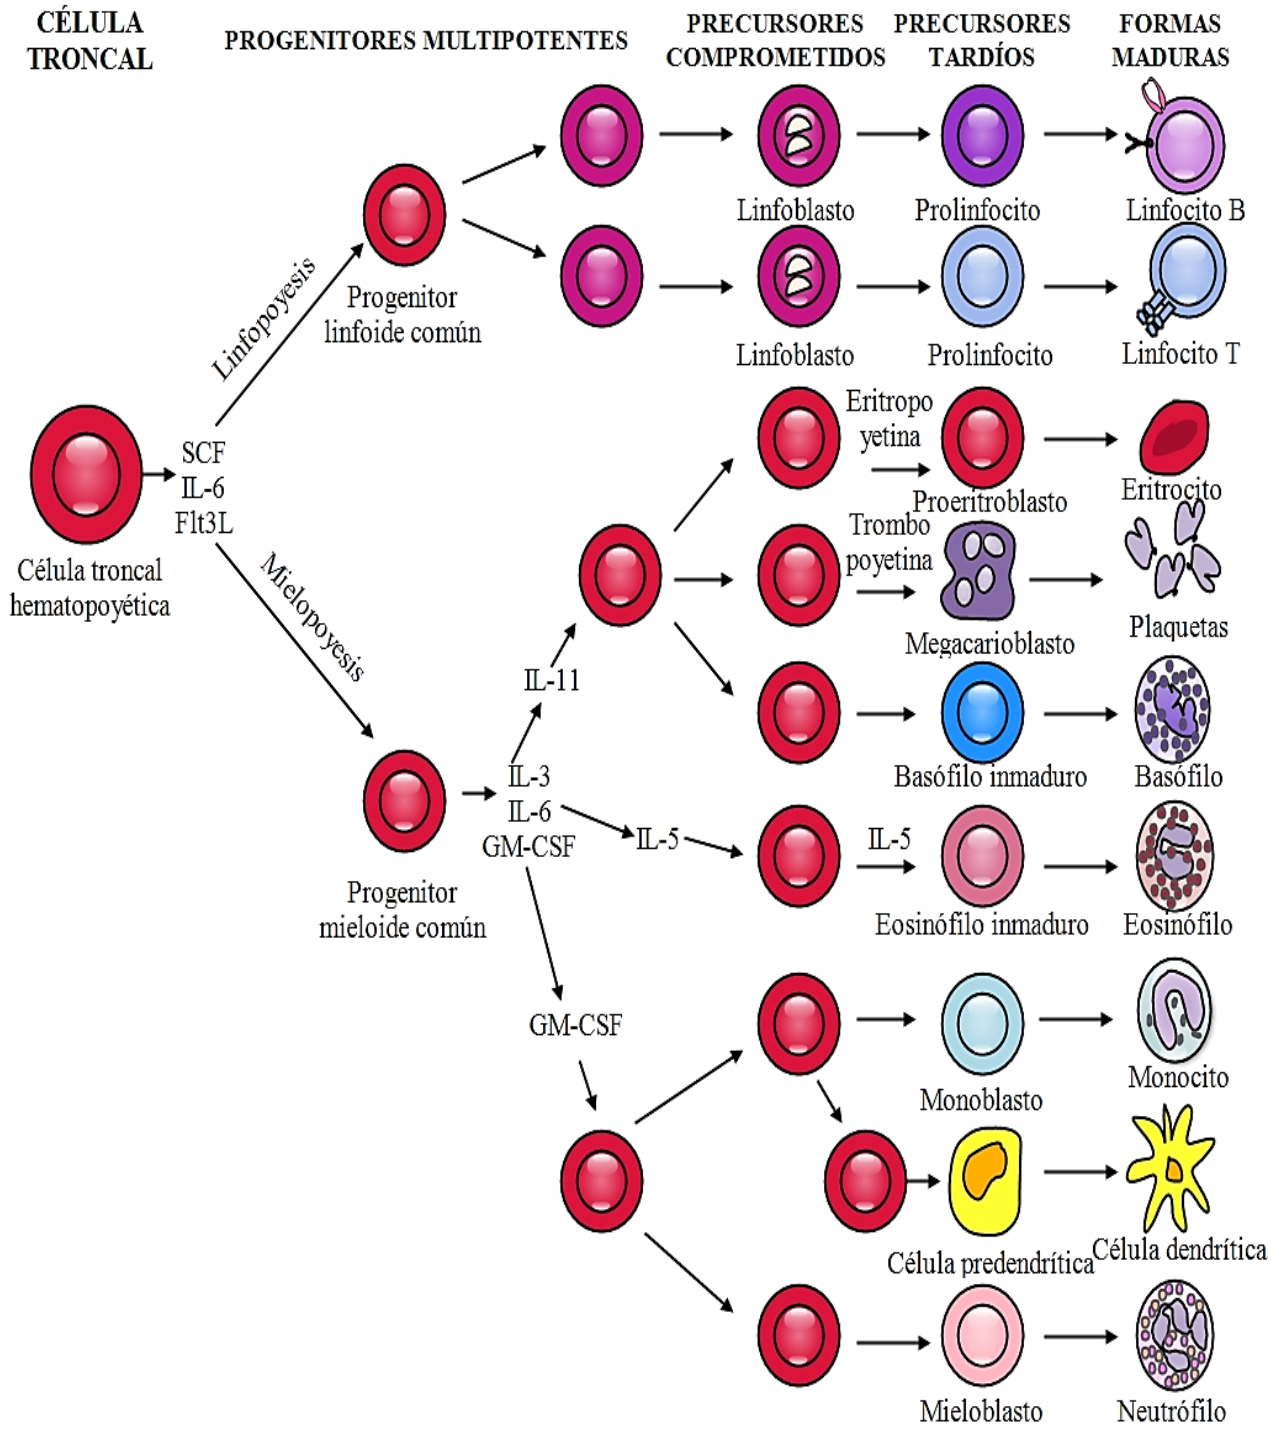 CÉLULA
TRONCAL
PROGENITORES MULTIPOTENTES
PRECURSORES
COMPROMETIDOS
PRECURSORES
TARDÍOS
FORMAS
MADURAS
Linfoblasto
Prolinfocito
Linfocito B
Linfopoyesis
Progenitor
linfoide común
Linfoblasto
Prolinfocito
Linfocito T
SCF
IL-6
Flt3L
Célula troncal
hematopoyética
Mielopoyesis
Eritropo
yetina
Proeritroblasto
Eritrocito
Trombo
poyetina
Megacarioblasto
Plaquetas
IL-11
Basófilo inmaduro
Basófilo
IL-3
IL-6
GM-CSF
IL-5
IL-5
Eosinófilo inmaduro
Eosinófilo
Progenitor
mieloide común
GM-CSF
Monoblasto
Monocito
Célula predendrítica
Célula dendrítica
Mieloblasto
Neutrófilo